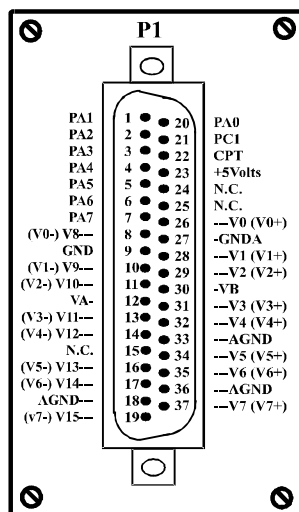 P1
PA1 1 20 PA0
PA2 2 21 PC1
PA3 3 22 CPT
PA4 4 23 +5Volts
PA5 5 24 N.C.
PA6 6 25 N.C.
PA7 7 26 ---V0 (V0+)
(V0-) V8--- 8 27 -GNDA
GND 9 28 ---V1 (V1+)
(V1-) V9--- 10 29 ---V2 (V2+)
(V2-) V10--- 11 30 -VB
VA- 12 31 ---V3 (V3+)
(V3-) V11--- 13 32 ---V4 (V4+)
(V4-) V12--- 14 33 ---AGND
N.C. 15 34 ---V5 (V5+)
(V5-) V13--- 16 35 ---V6 (V6+)
(V6-) V14--- 17 36 ---AGND
AGND--- 18 37 ---V7 (V7+)
(v7-) V15--- 19